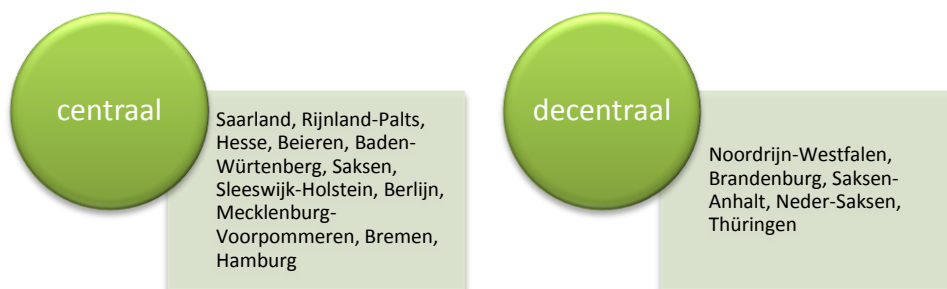 centraal
Saarland, Rijnland-Palts,
Hesse, Beieren, Baden-
Würtenberg, Saksen,
Sleeswijk-Holstein, Berlijn,
Mecklenburg-
Voorpommeren, Bremen,
Hamburg
decentraal
Noordrijn-Westfalen,
Brandenburg, Saksen-
Anhalt, Neder-Saksen,
Thüringen